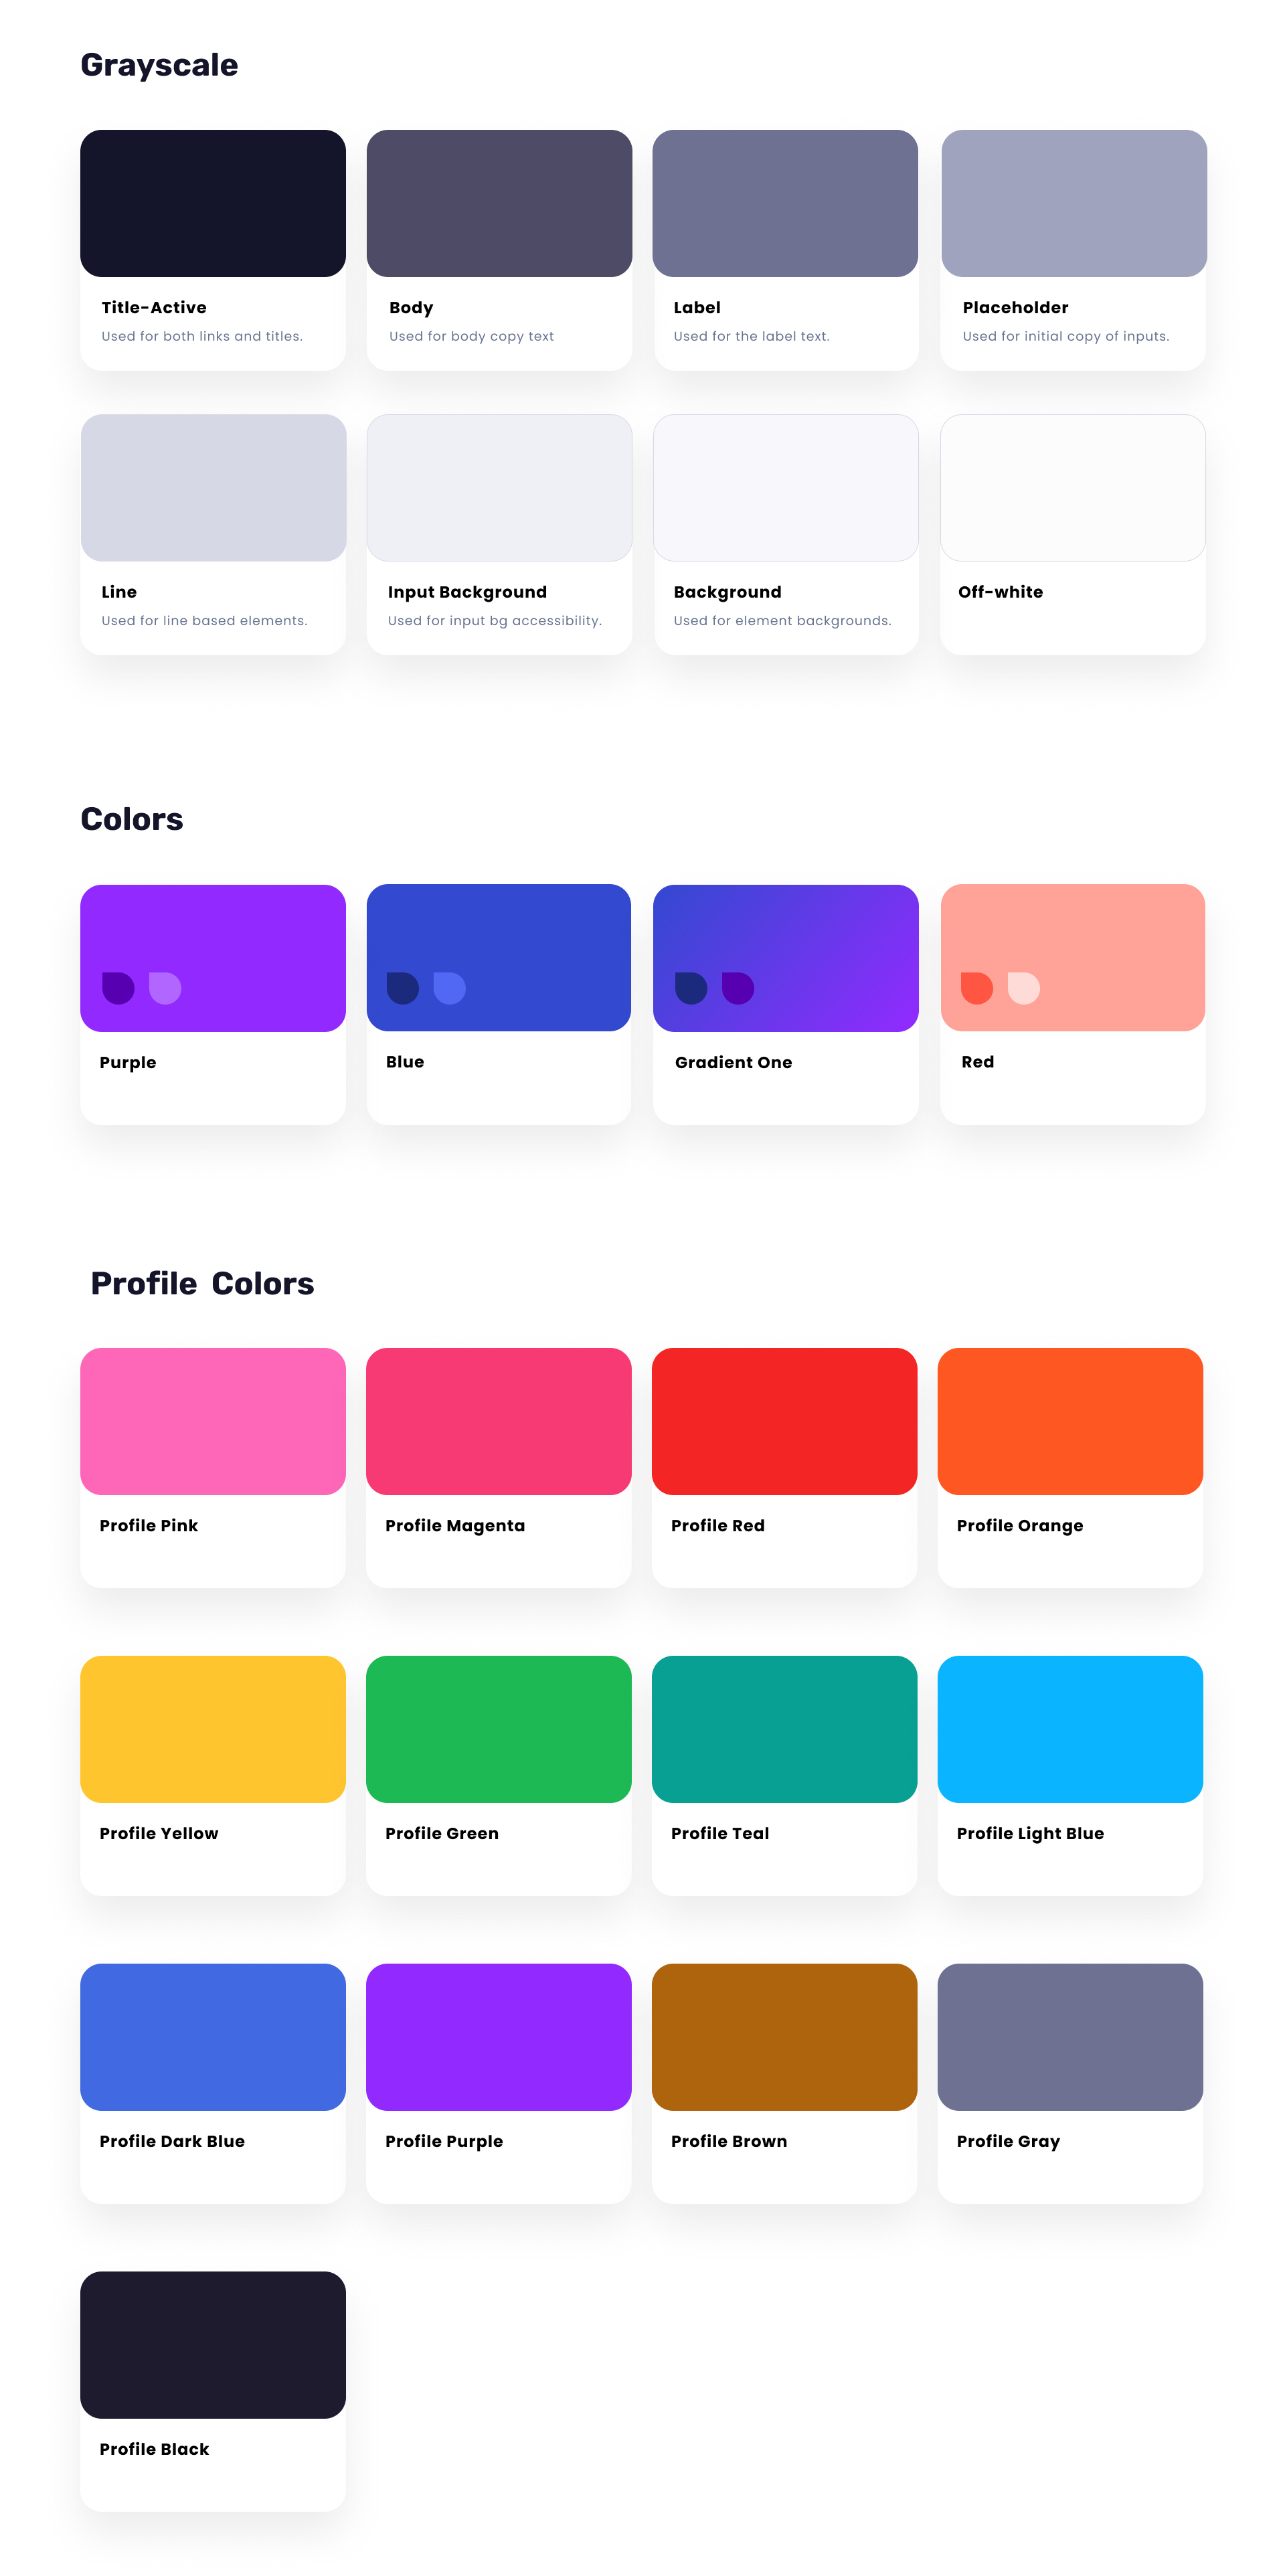 Grayscale
Title-Active
Used for both links and titles.
Body
Used for body copy text
Label
Used for the label text.
Placeholder
Used for initial copy of inputs.
Line
Used for line based elements.
Input Background
Used for input bg accessibility.
Background
Used for element backgrounds.
Off-white
Colors
Purple
Blue
Gradient One
Red
Profile Colors
Profile Pink
Profile Magenta
Profile Red
Profile Orange
Profile Yellow
Profile Green
Profile Teal
Profile Light Blue
Profile Dark Blue
Profile Purple
Profile Brown
Profile Gray
Profile Black